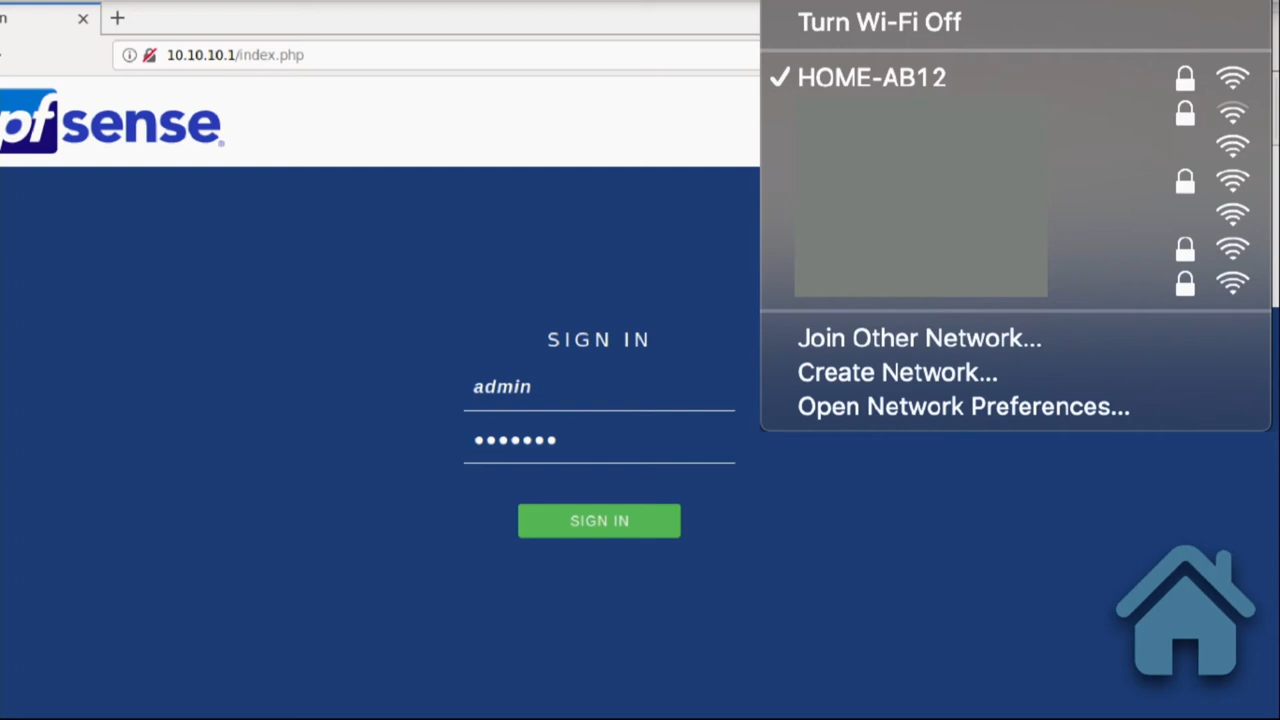 n
10.10.10.1/index.php
pfsense
SIGN IN
admin
SIGN IN
Turn Wi-Fi Off
HOME-AB12
Join Other Network...
Create Network...
Open Network Preferences...